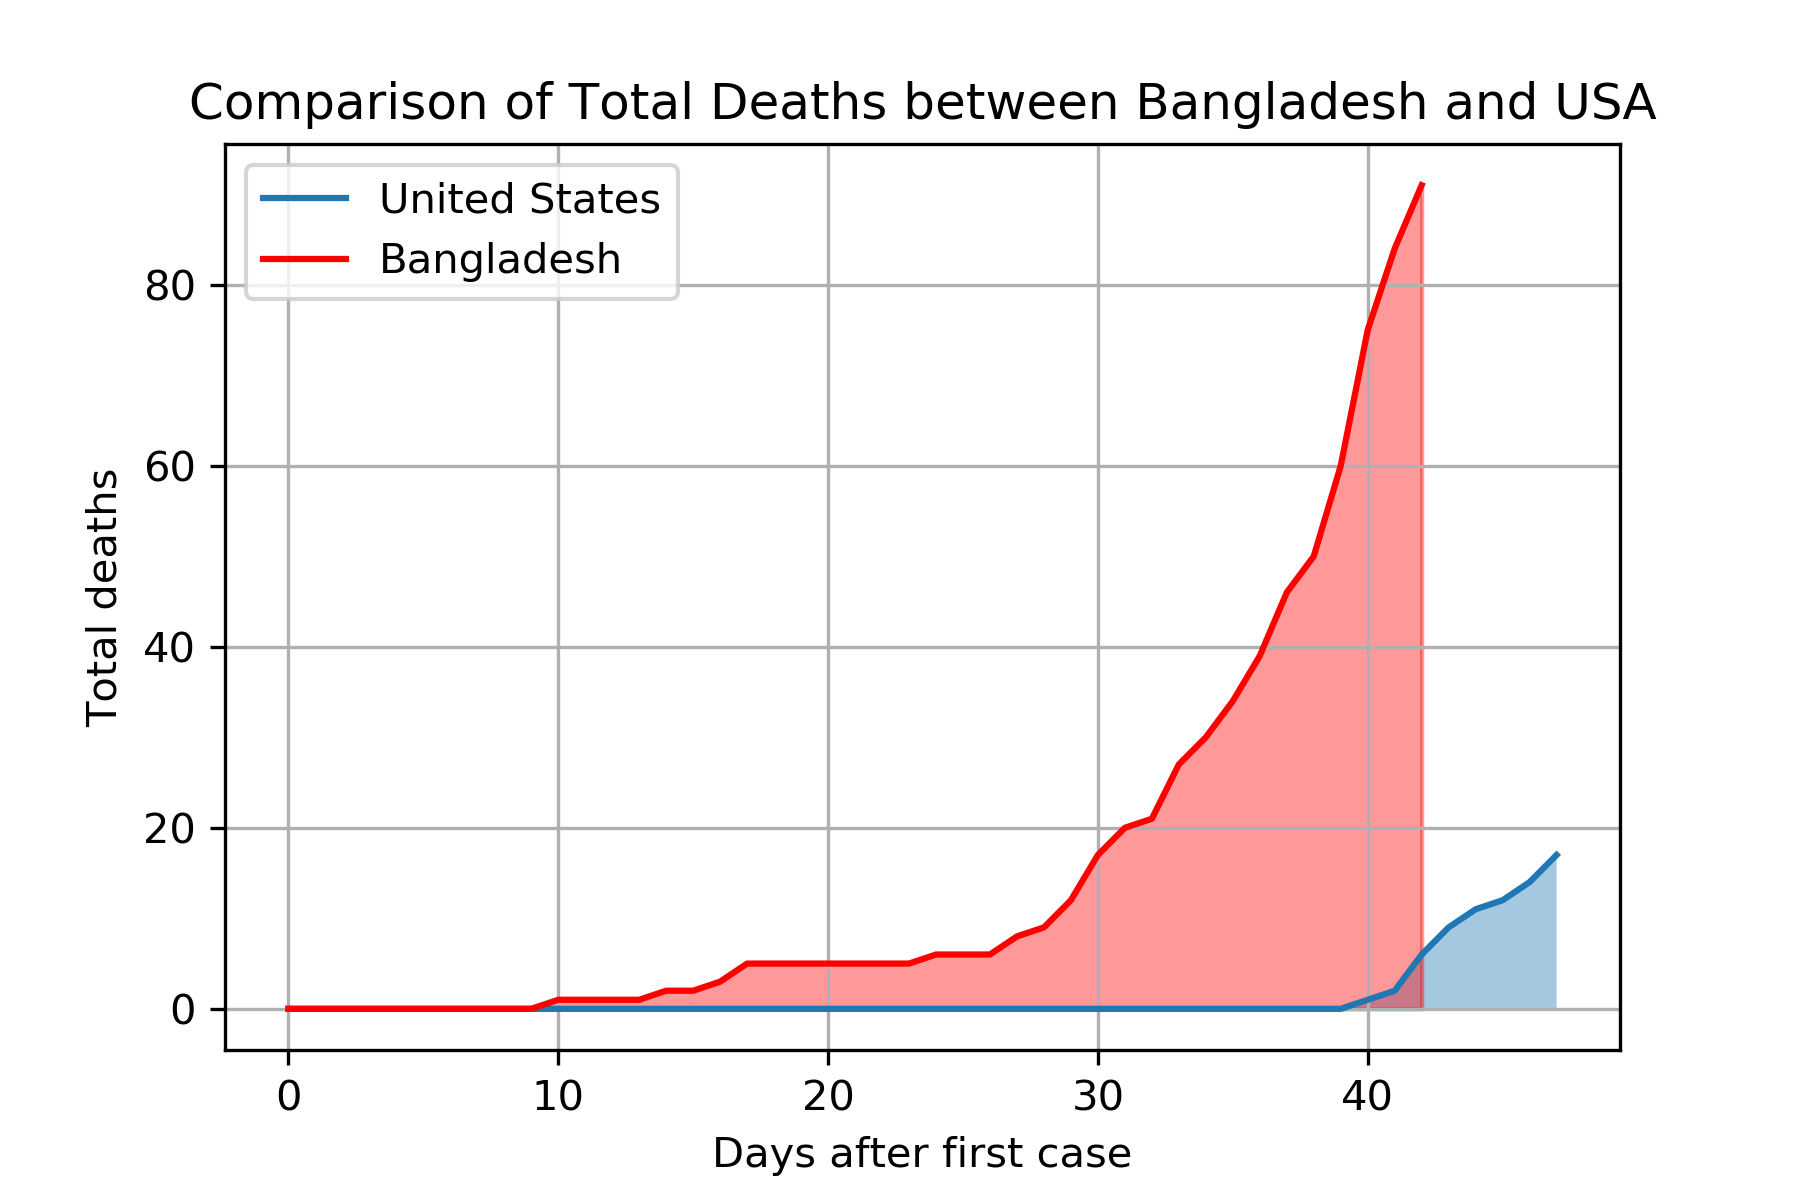 Comparison of Total Deaths between Bangladesh and USA
United States
Bangladesh
80
60
40
20
0
Total deaths
0 10 20 30 40
Days after first case